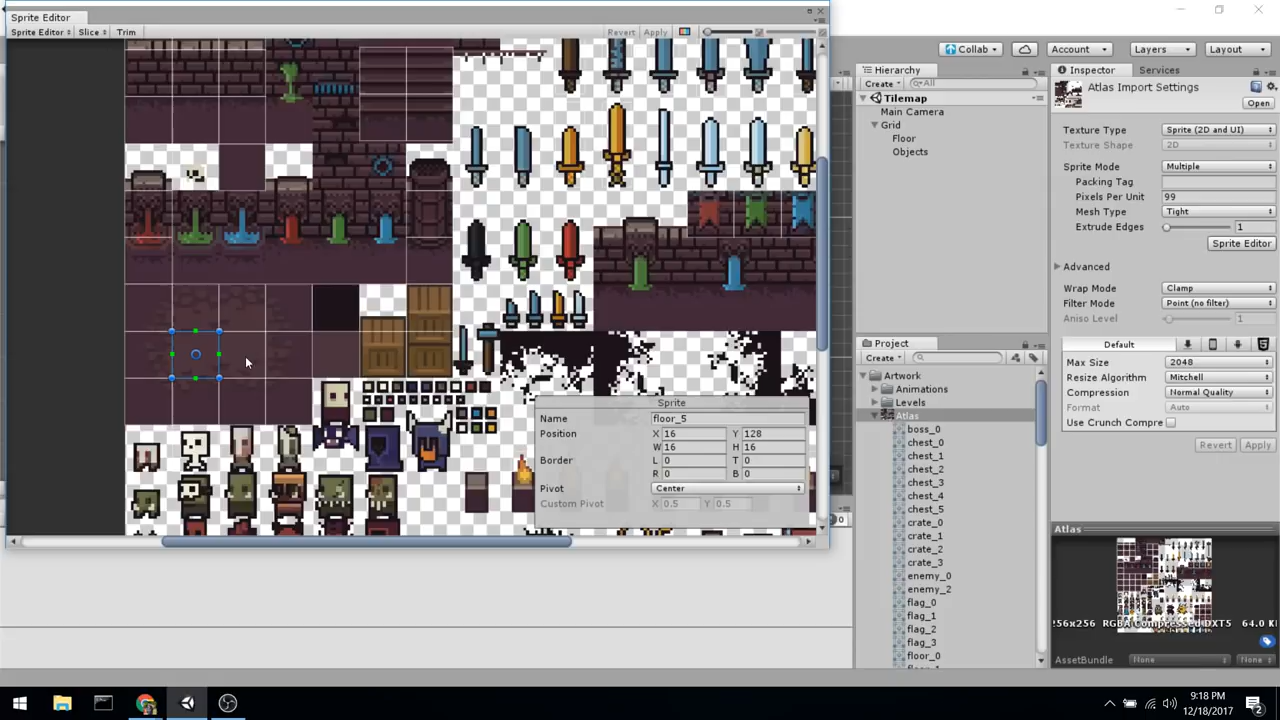 Sprite Editor
Sprite Editor Slice Trim Revert Apply
Collab Account Layers Layout
Hierarchy
Create All
Tilemap
Main Camera
Grid
Floor
Objects
Inspector Services
Atlas Import Settings
Open
Texture Type Sprite (2D and UI)
Texture Shape 2D
Sprite Mode Multiple
Packing Tag
Pixels Per Unit 99
Mesh Type Tight
Extrude Edges 1
Sprite Editor
Advanced
Wrap Mode Clamp
Filter Mode Point (no filter)
Aniso Level 1
Default
Max Size 2048
Resize Algorithm Mitchell
Compression Normal Quality
Format Auto
Use Crunch Compre
Revert Apply
Project
Create
Artwork
Animations
Levels
Atlas
boss_0
chest_0
chest_1
chest_2
chest_3
chest_4
chest_5
crate_0
crate_1
crate_2
crate_3
enemy_0
enemy_2
flag_0
flag_1
flag_2
flag_3
floor_0
Sprite
Name floor_5
Position X 16 Y 128
W 16 H 16
Border L 0 T 0
R 0 B 0
Pivot Center
Custom Pivot X 0.5 Y 0.5
Atlas
256x256 RGBA Compressed DXT5 64.0 K
AssetBundle None None
9:18 PM
12/18/2017
2